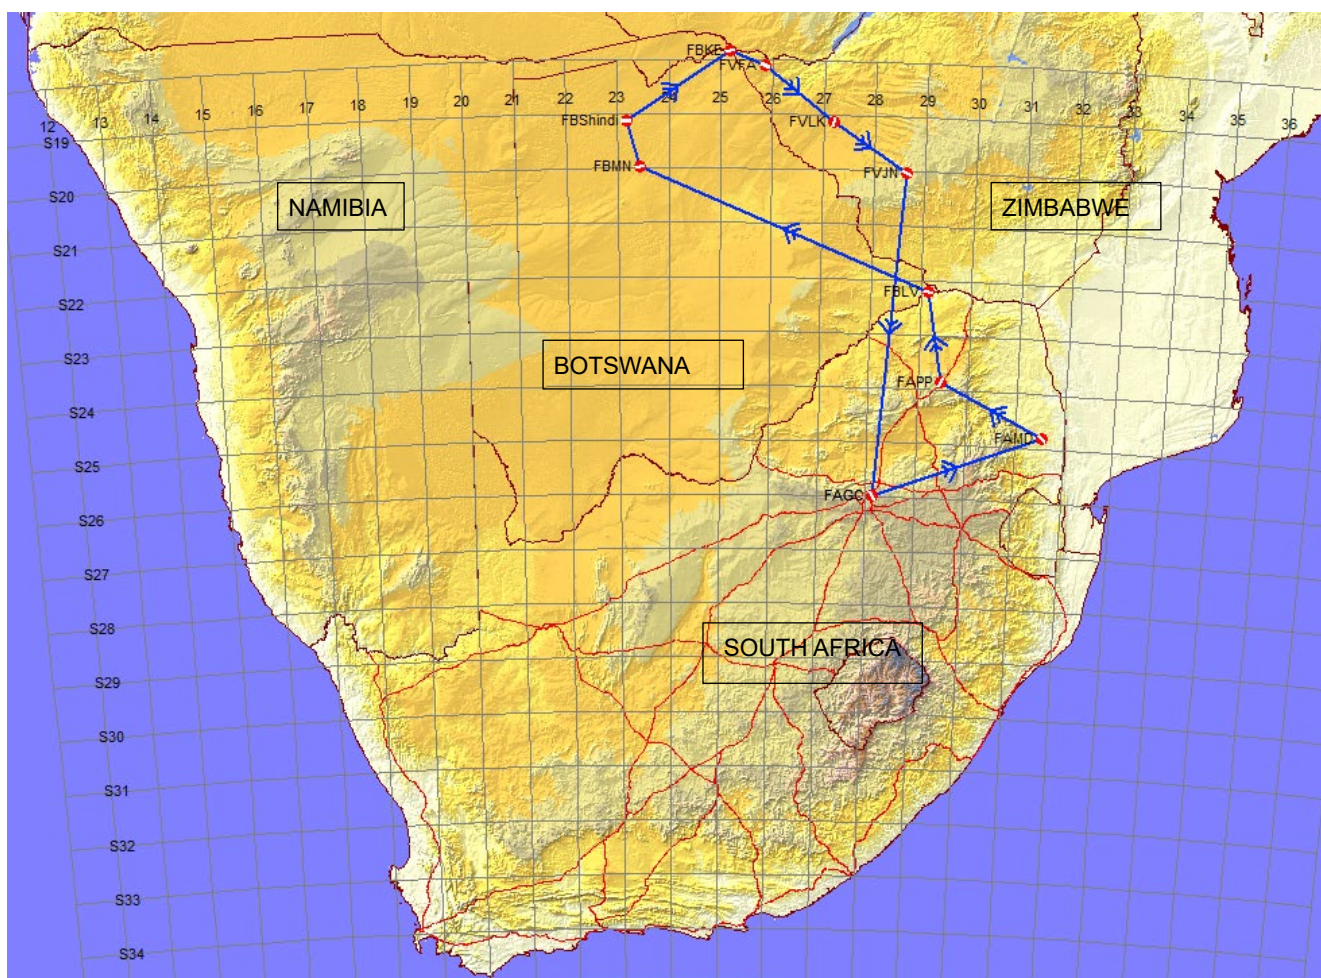 FBKE
FVFA
12
13
14
15
16
17
18
19
20
21
22
23
24
25
26
27
28
29
30
31
32
33
34
35
36
FBShindi
FVLK
S19
FBMN
FVJN
S20
NAMIBIA
ZIMBABWE
S21
S22
FBLV
S23
BOTSWANA
FAPP
S24
FAMD
S25
FAGC
S26
S27
S28
SOUTH AFRICA
S29
S30
S31
S32
S33
S34